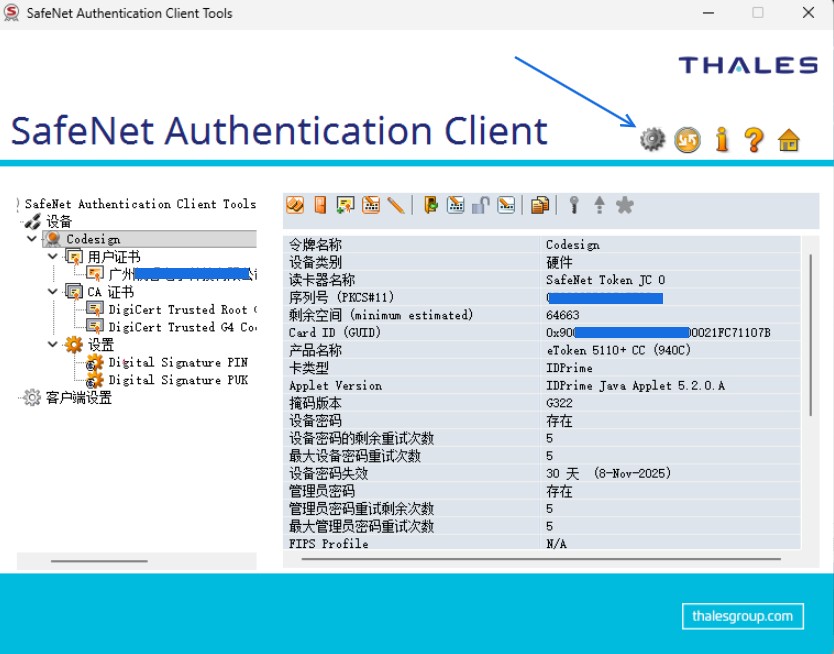 SafeNet Authentication Client Tools
THALES
SafeNet Authentication Client
SafeNet Authentication Client Tools
设备
Codesign
用户证书
广州
CA 证书
DigiCert Trusted Root
DigiCert Trusted G4
设置
Digital Signature PIN
Digital Signature PUK
客户端设置
令牌名称 Codesign
设备类别 硬件
读卡器名称 SafeNet Token JC 0
序列号 (PKCS#11)
剩余空间 (minimum estimated) 64663
Card ID (GUID) 0x90 0021FC71107B
产品名称 eToken 5110+ CC (940C)
卡类型 IDPrime
Applet Version IDPrime Java Applet 5.2.0.A
掩码版本 G322
设备密码 存在
设备密码的剩余重试次数 5
最大设备密码重试次数 5
设备密码失效 30 天 (8-Nov-2025)
管理员密码 存在
管理员密码重试剩余次数 5
最大管理员密码重试次数 5
FIPS Profile N/A
thalesgroup.com